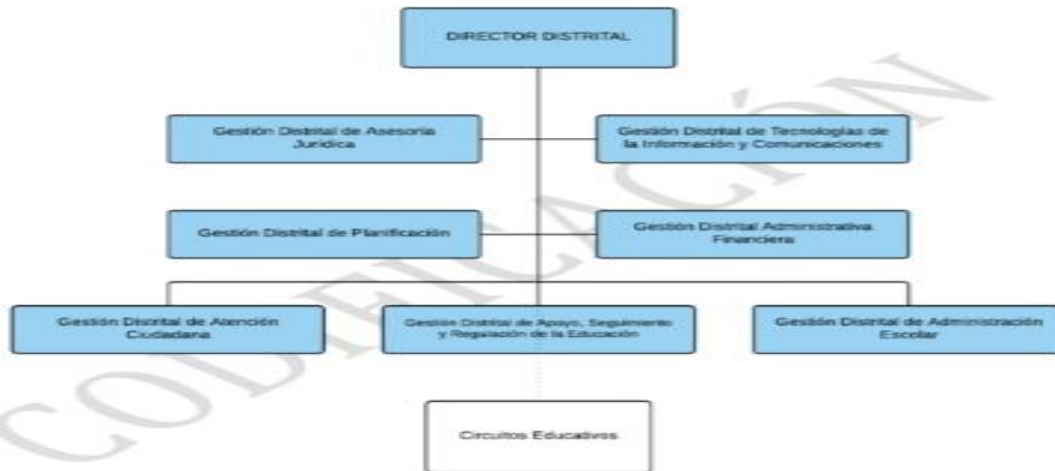 DIRECTOR DISTRITAL
Gestión Distrital de Asesoría
Jurídica
Gestión Distrital de Tecnologías de
la Información y Comunicaciones
Gestión Distrital de Planificación
Gestión Distrital Administrativa
Financiera
Gestión Distrital de Atención
Ciudadana
Gestión Distrital de Apoyo, Seguimiento
y Regulación de la Educación
Gestión Distrital de Administración
Escolar
Circuitos Educativos
CODIFICACIÓN